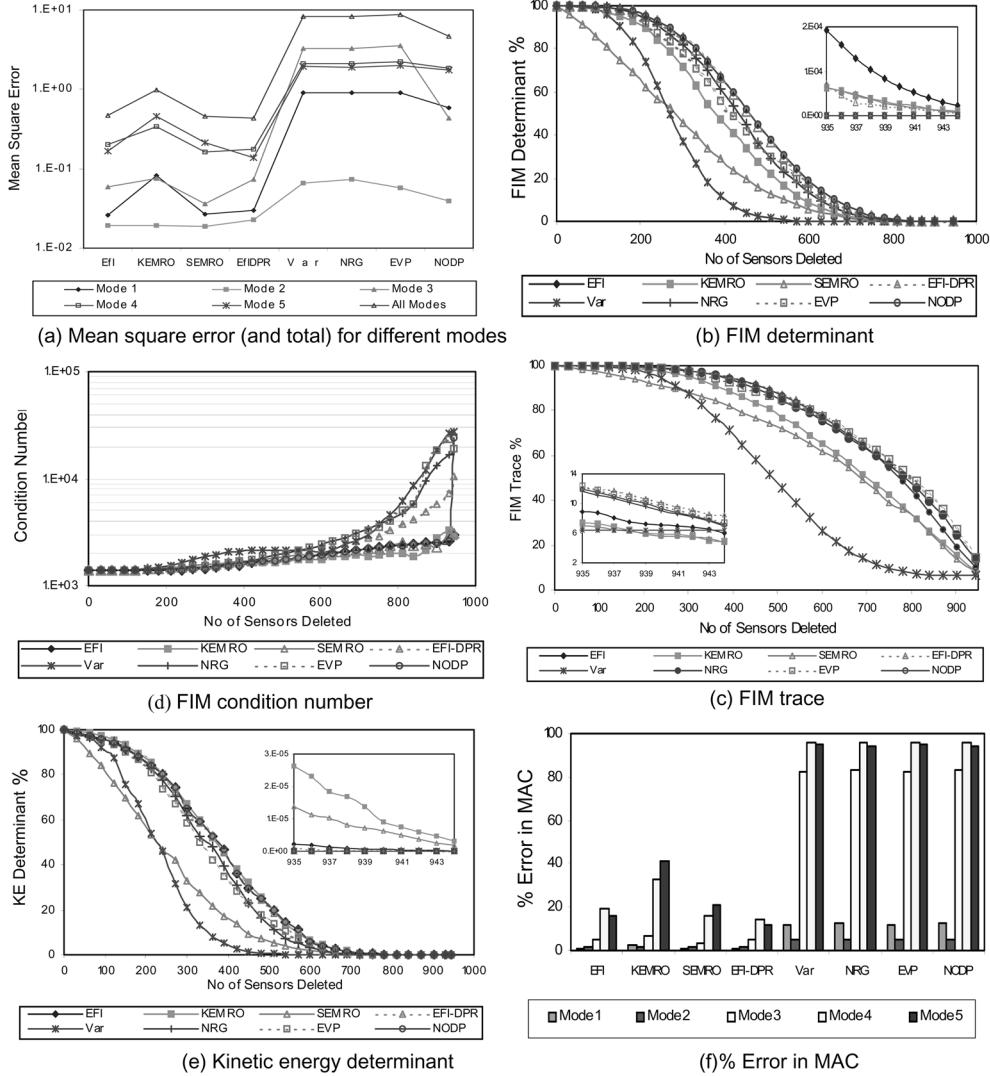 1.E+01
1.E+00
1.E-01
1.E-02
Mean Square Error
EfI KEMRO SEMRO EfIDPR V a r NRG EVP NODP
Mode 1 Mode 2 Mode 3
Mode 4 Mode 5 All Modes
(a) Mean square error (and total) for different modes
100
80
60
40
20
0
FIM Determinant %
2.E+04
1.E+04
0.E+00
935 937 939 941 943
0 200 400 600 800 1000
No of Sensors Deleted
EFI KEMRO SEMRO EFI-DPR
Var NRG EVP NODP
(b) FIM determinant
1.E+05
1.E+04
1.E+03
Condition Number
0 200 400 600 800 1000
No of Sensors Deleted
EFI KEMRO SEMRO EFI-DPR
Var NRG EVP NODP
(d) FIM condition number
100
80
60
40
20
0
FIM Trace %
14
10
6
2
935 937 939 941 943
0 100 200 300 400 500 600 700 800 900
No of Sensors Deleted
EFI KEMRO SEMRO EFI-DPR
Var NRG EVP NODP
(c) FIM trace
100
80
60
40
20
0
KE Determinant %
3.E-05
2.E-05
1.E-05
0.E+00
935 937 939 941 943
0 100 200 300 400 500 600 700 800 900 1000
No of Sensors Deleted
EFI KEMRO SEMRO EFI-DPR
Var NRG EVP NODP
(e) Kinetic energy determinant
100
80
60
40
20
0
% Error in MAC
EFI KEMRO SEMRO EFI-DPR Var NRG EVP NODP
Mode1 Mode2 Mode3 Mode4 Mode5
(f)% Error in MAC